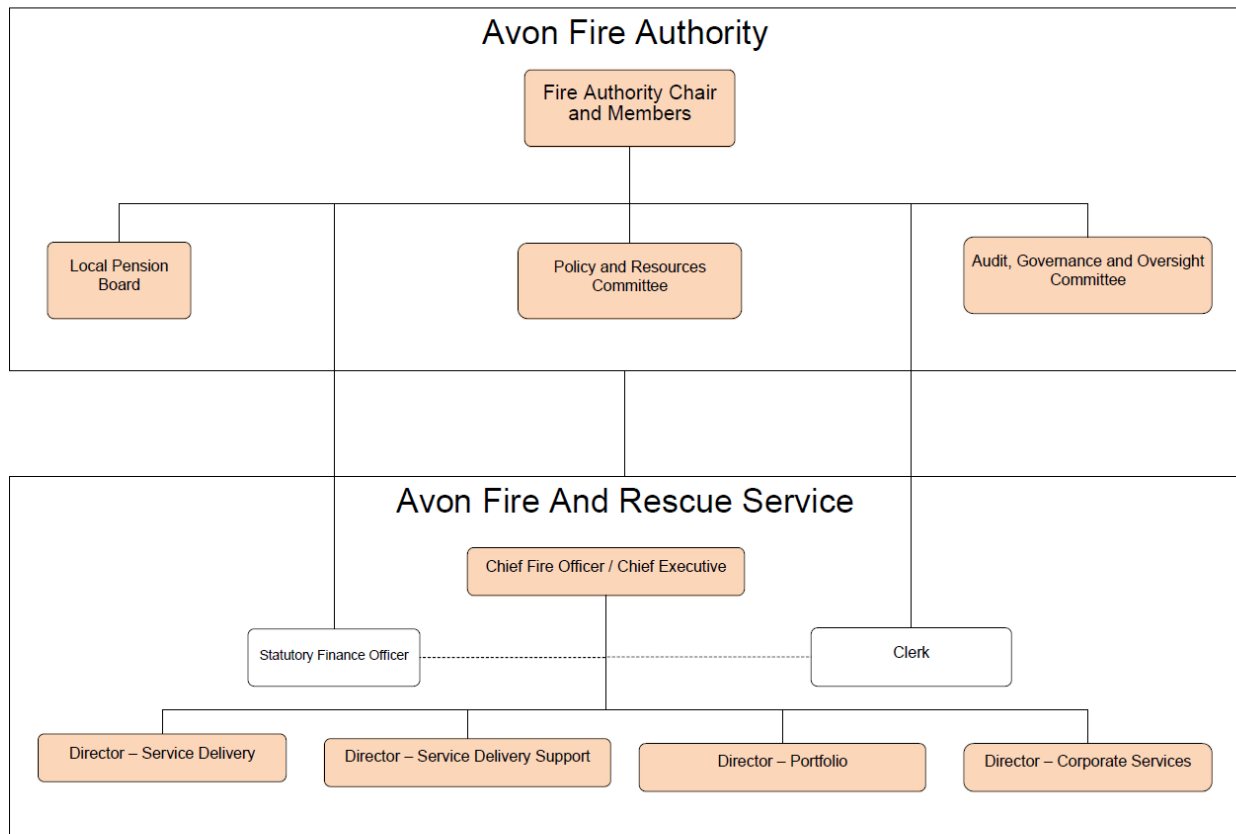 Avon Fire Authority
Fire Authority Chair
and Members
Local Pension
Board
Policy and Resources
Committee
Audit, Governance and Oversight
Committee
Avon Fire And Rescue Service
Chief Fire Officer / Chief Executive
Statutory Finance Officer
Clerk
Director – Service Delivery
Director – Service Delivery Support
Director – Portfolio
Director – Corporate Services